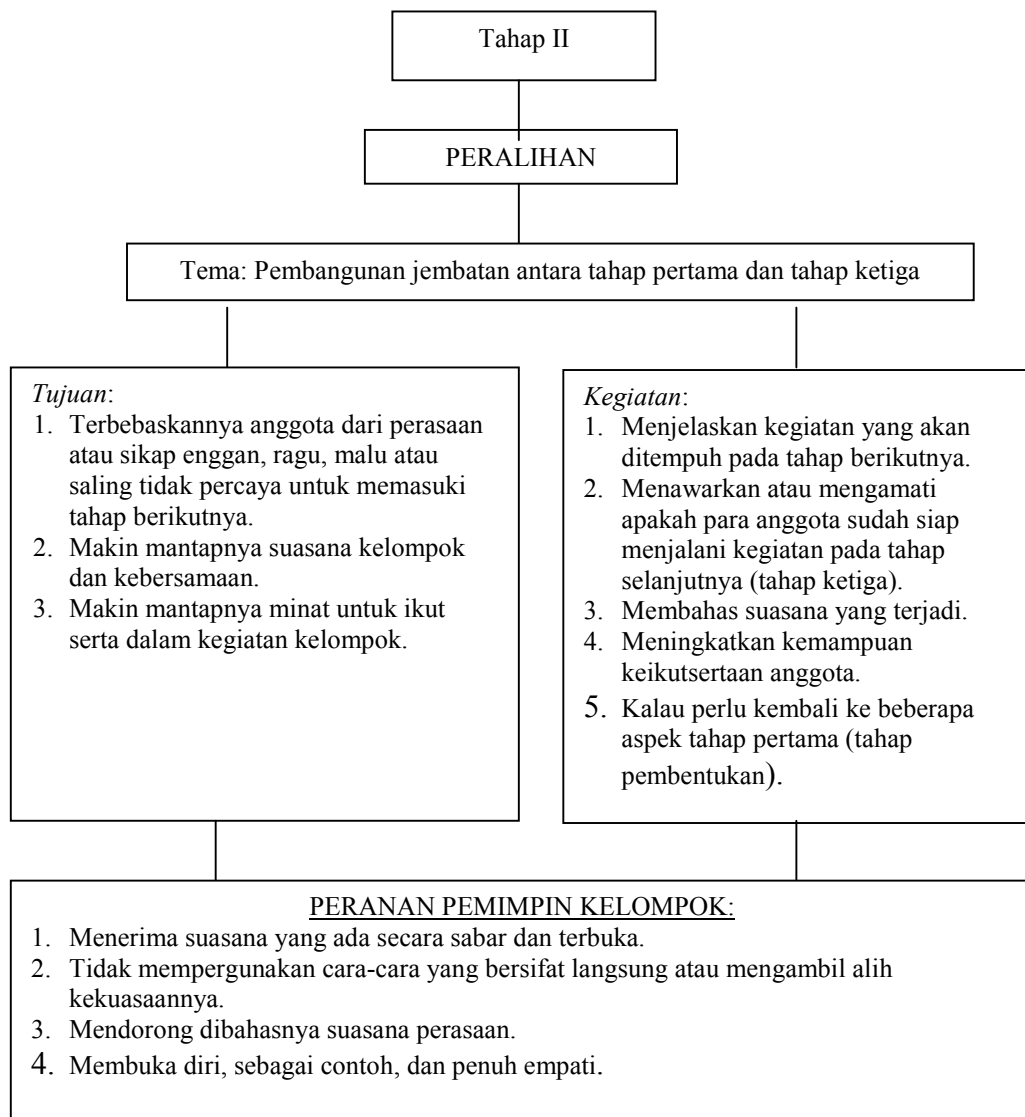 Tahap II
PERALIHAN
Tema: Pembangunan jembatan antara tahap pertama dan tahap ketiga
Tujuan:
1. Terbebaskannya anggota dari perasaan
atau sikap enggan, ragu, malu atau
saling tidak percaya untuk memasuki
tahap berikutnya.
2. Makin mantapnya suasana kelompok
dan kebersamaan.
3. Makin mantapnya minat untuk ikut
serta dalam kegiatan kelompok.
Kegiatan:
1. Menjelaskan kegiatan yang akan
ditempuh pada tahap berikutnya.
2. Menawarkan atau mengamati
apakah para anggota sudah siap
menjalani kegiatan pada tahap
selanjutnya (tahap ketiga).
3. Membahas suasana yang terjadi.
4. Meningkatkan kemampuan
keikutsertaan anggota.
5. Kalau perlu kembali ke beberapa
aspek tahap pertama (tahap
pembentukan).
PERANAN PEMIMPIN KELOMPOK:
1. Menerima suasana yang ada secara sabar dan terbuka.
2. Tidak mempergunakan cara-cara yang bersifat langsung atau mengambil alih
kekuasaannya.
3. Mendorong dibahasnya suasana perasaan.
4. Membuka diri, sebagai contoh, dan penuh empati.